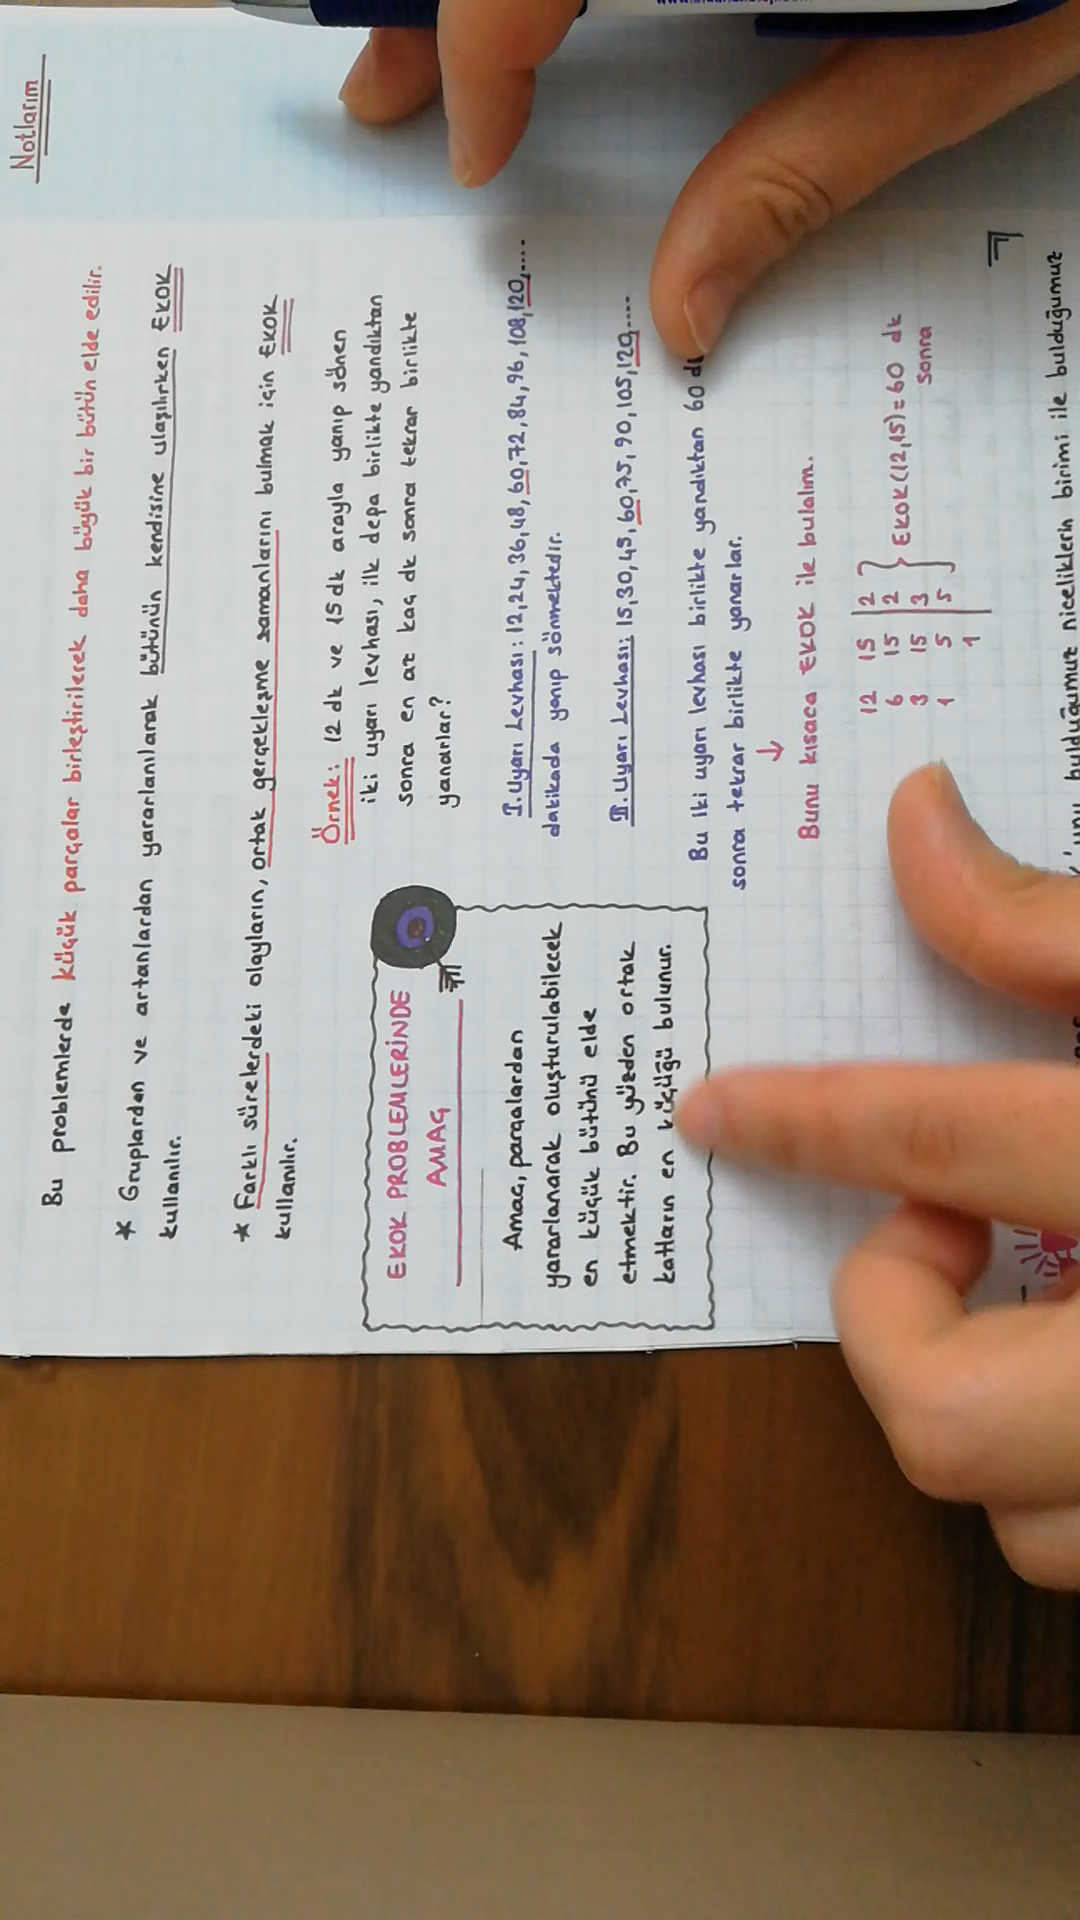 Notlarım
Bu problemlerde küçük parçalar birleştirilerek daha büyük bir bütün elde edilir.
* Gruplardan ve artanlardan yararlanılarak bütünün kendisine ulaşılırken EKOK
kullanılır.
* Farklı sürelerdeki olayların, ortak gerçekleşme zamanlarını bulmak için EKOK
kullanılır.
EKOK PROBLEMLERİNDE
AMAÇ
Amaç, parçalardan
yararlanarak oluşturulabilecek
en küçük bütünü elde
etmektir. Bu yüzden ortak
katların en küçüğü bulunur.
Örnek: 12 dk ve 15 dk arayla yanıp sönen
iki uyarı levhası, ilk defa birlikte yandıktan
sonra en az kaç dk sonra tekrar birlikte
yanarlar?
I. Uyarı Levhası: 12, 24, 36, 48, 60, 72, 84, 96, 108, 120, ....
dakikada yanıp sönmektedir.
II. Uyarı Levhası: 15, 30, 45, 60, 75, 90, 105, 120, ....
Bu iki uyarı levhası birlikte yandıktan 60
sonra tekrar birlikte yanarlar.
↓
Bunu kısaca EKOK ile bulalım.
12 15 | 2
6 15 | 2 } EKOK(12,15)=60 dk
3 15 | 3 sonra
1 5 | 5
1
bulduğumuz niceliklerin birimi ile bulduğumuz